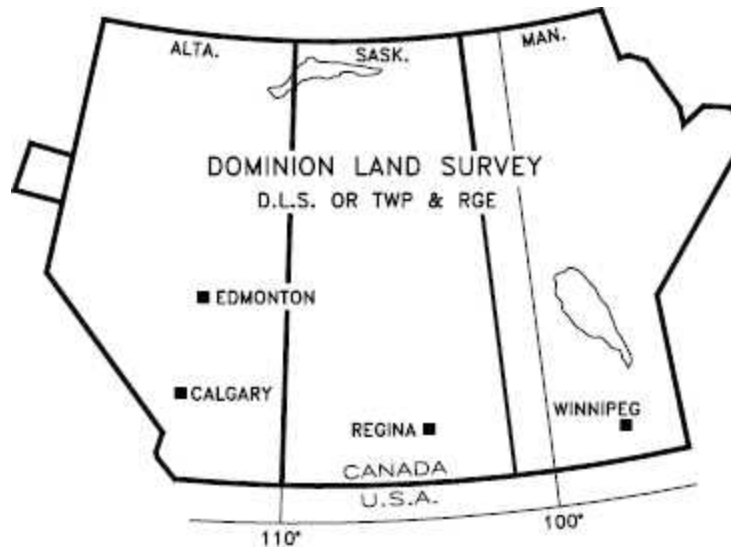 ALTA.
SASK.
MAN.
DOMINION LAND SURVEY
D.L.S. OR TWP & RGE
EDMONTON
CALGARY
WINNIPEG
REGINA
CANADA
U.S.A.
110°
100°